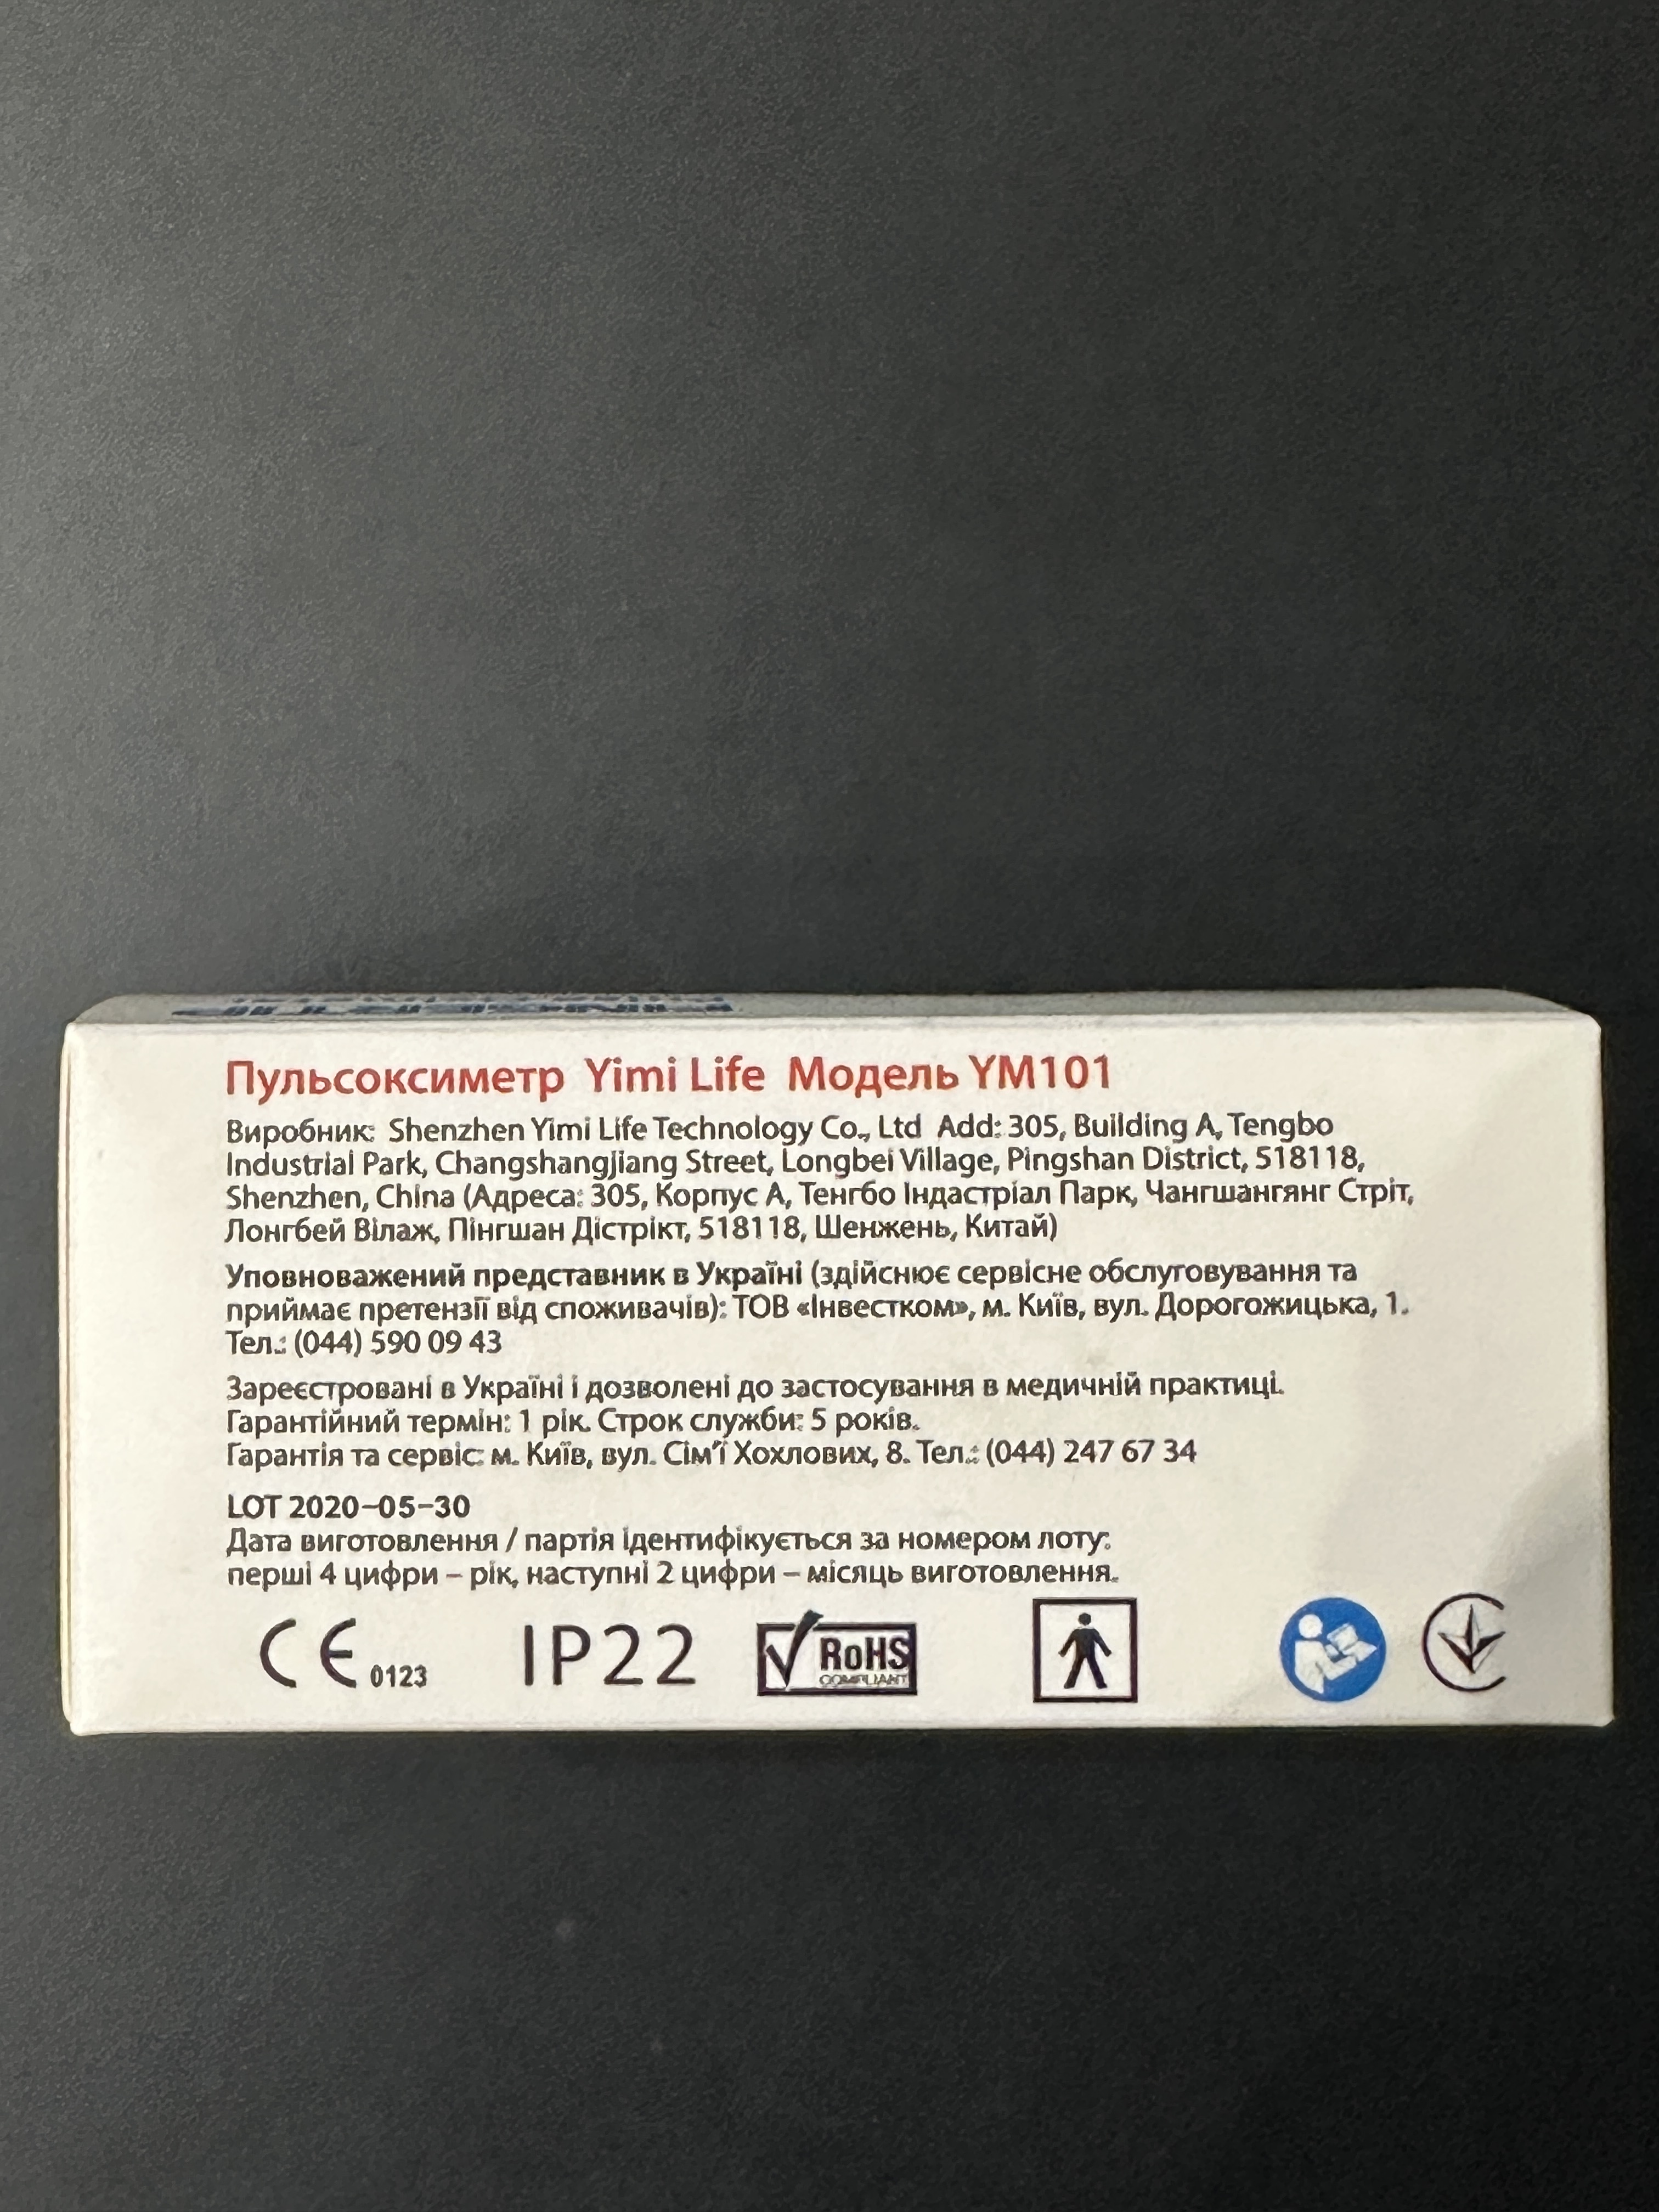 Пульсоксиметр Yimi Life Модель YM101
Виробник: Shenzhen Yimi Life Technology Co., Ltd Add: 305, Building A, Tengbo
Industrial Park, Changshangjiang Street, Longbei Village, Pingshan District, 518118,
Shenzhen, China (Адреса: 305, Корпус А, Тенгбо Індастріал Парк, Чангшангянг Стріт,
Лонгбей Вілаж, Пінгшан Дістрікт, 518118, Шенжень, Китай)
Уповноважений представник в Україні (здійснює сервісне обслуговування та
приймає претензії від споживачів): ТОВ «Інвестком», м. Київ, вул. Дорогожицька, 1.
Тел.: (044) 590 09 43
Зареєстровані в Україні і дозволені до застосування в медичній практиці.
Гарантійний термін: 1 рік. Строк служби: 5 років.
Гарантія та сервіс: м. Київ, вул. Сім'ї Хохлових, 8. Тел.: (044) 247 67 34
LOT 2020-05-30
Дата виготовлення / партія ідентифікується за номером лоту:
перші 4 цифри – рік, наступні 2 цифри – місяць виготовлення.
CE 0123 IP22 RoHS
COMPLIANT